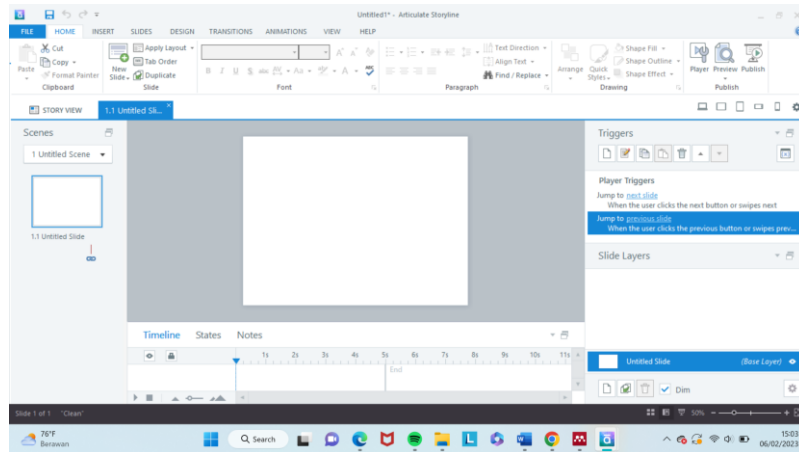 Untitled1* - Articulate Storyline
FILE HOME INSERT SLIDES DESIGN TRANSITIONS ANIMATIONS VIEW HELP
Paste
Cut
Copy
Format Painter
Clipboard
New
Slide
Apply Layout
Tab Order
Duplicate
Slide
B I U S abc Aa A
Font
Text Direction
Align Text
Find / Replace
Paragraph
Arrange
Quick
Styles
Shape Fill
Shape Outline
Shape Effect
Drawing
Player Preview Publish
Publish
STORY VIEW
1.1 Untitled Sli...
Scenes
1 Untitled Scene
1.1 Untitled Slide
Timeline States Notes
1s 2s 3s 4s 5s 6s 7s 8s 9s 10s 11s
End
Triggers
Player Triggers
Jump to next slide
When the user clicks the next button or swipes next
Jump to previous slide
When the user clicks the previous button or swipes prev...
Slide Layers
Untitled Slide (Base Layer)
Dim
Slide 1 of 1 "Clean"
50%
76°F
Berawan
Search
15:03
06/02/2023